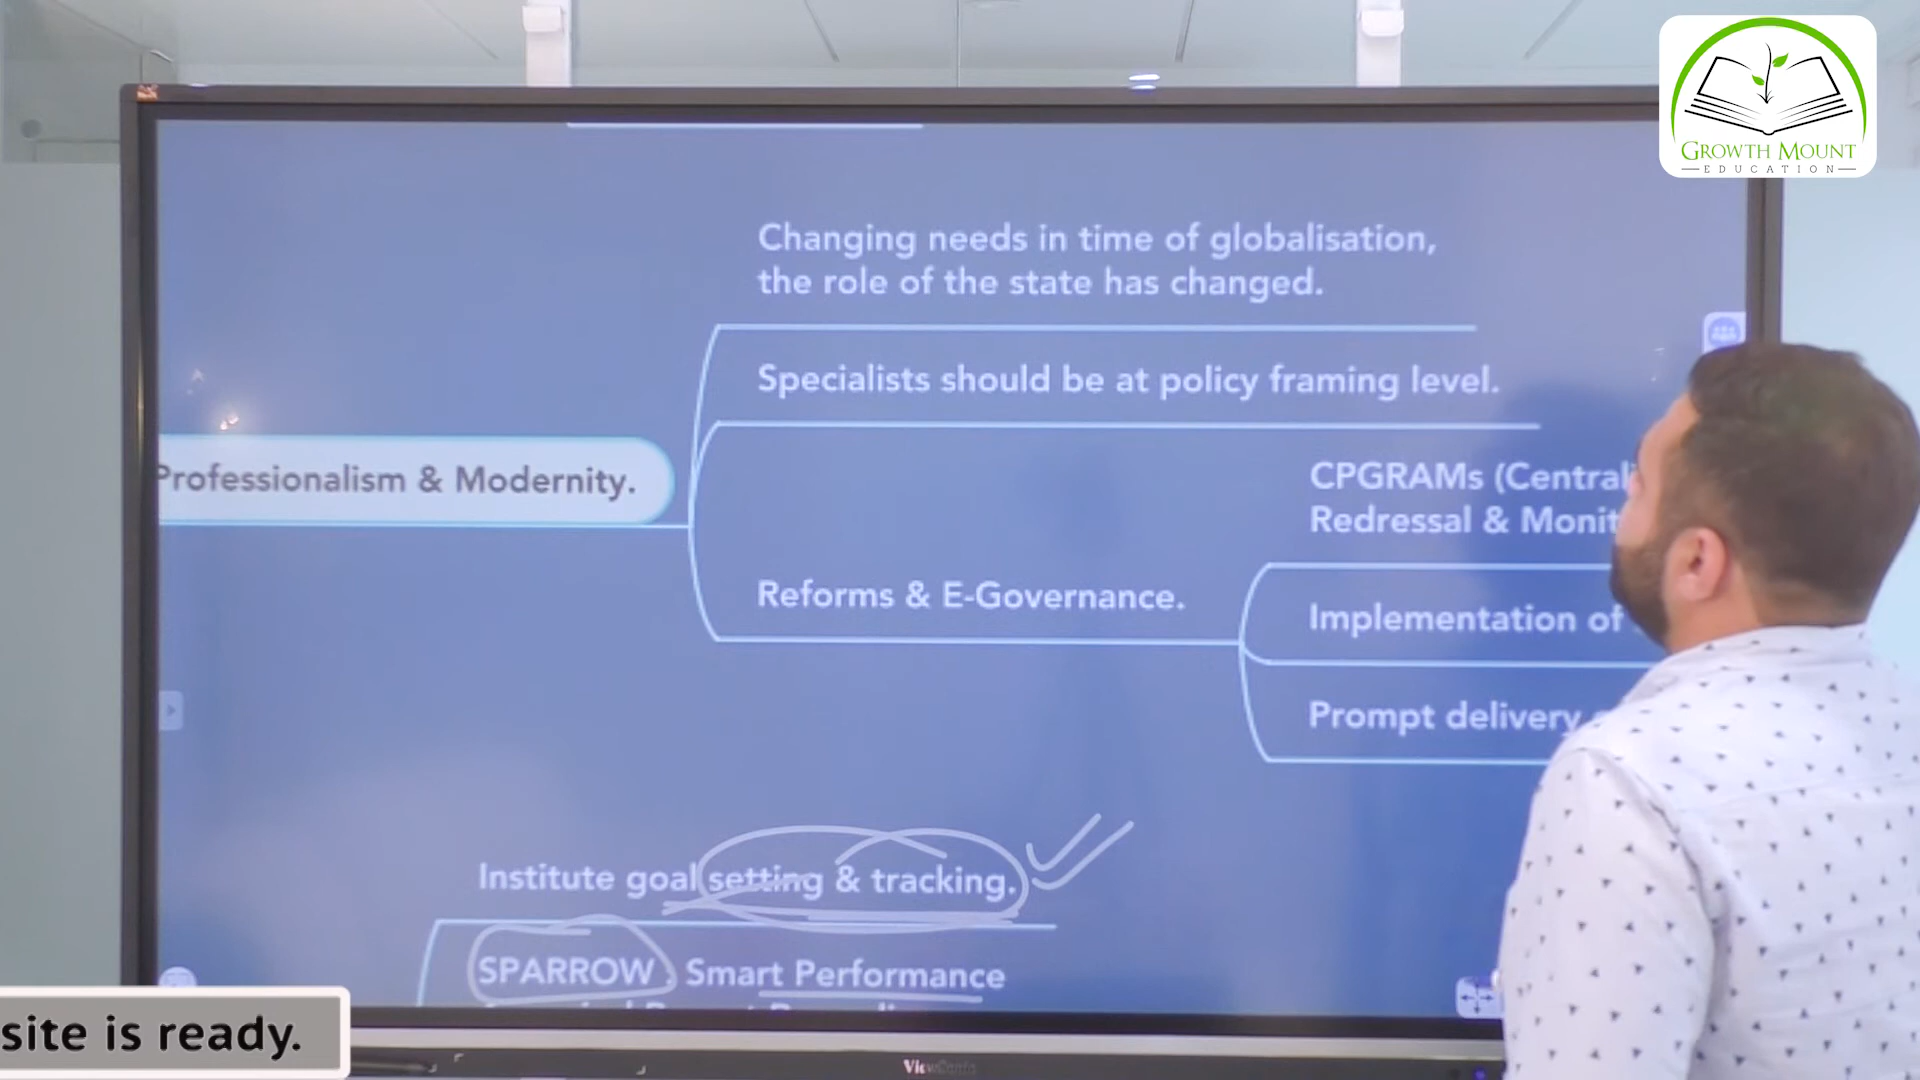 GROWTH MOUNT
EDUCATION
Changing needs in time of globalisation,
the role of the state has changed.
Specialists should be at policy framing level.
Professionalism & Modernity.
CPGRAMs (Central
Redressal & Monit
Reforms & E-Governance.
Implementation of
Prompt delivery
Institute goal setting & tracking.
SPARROW. Smart Performance
site is ready.